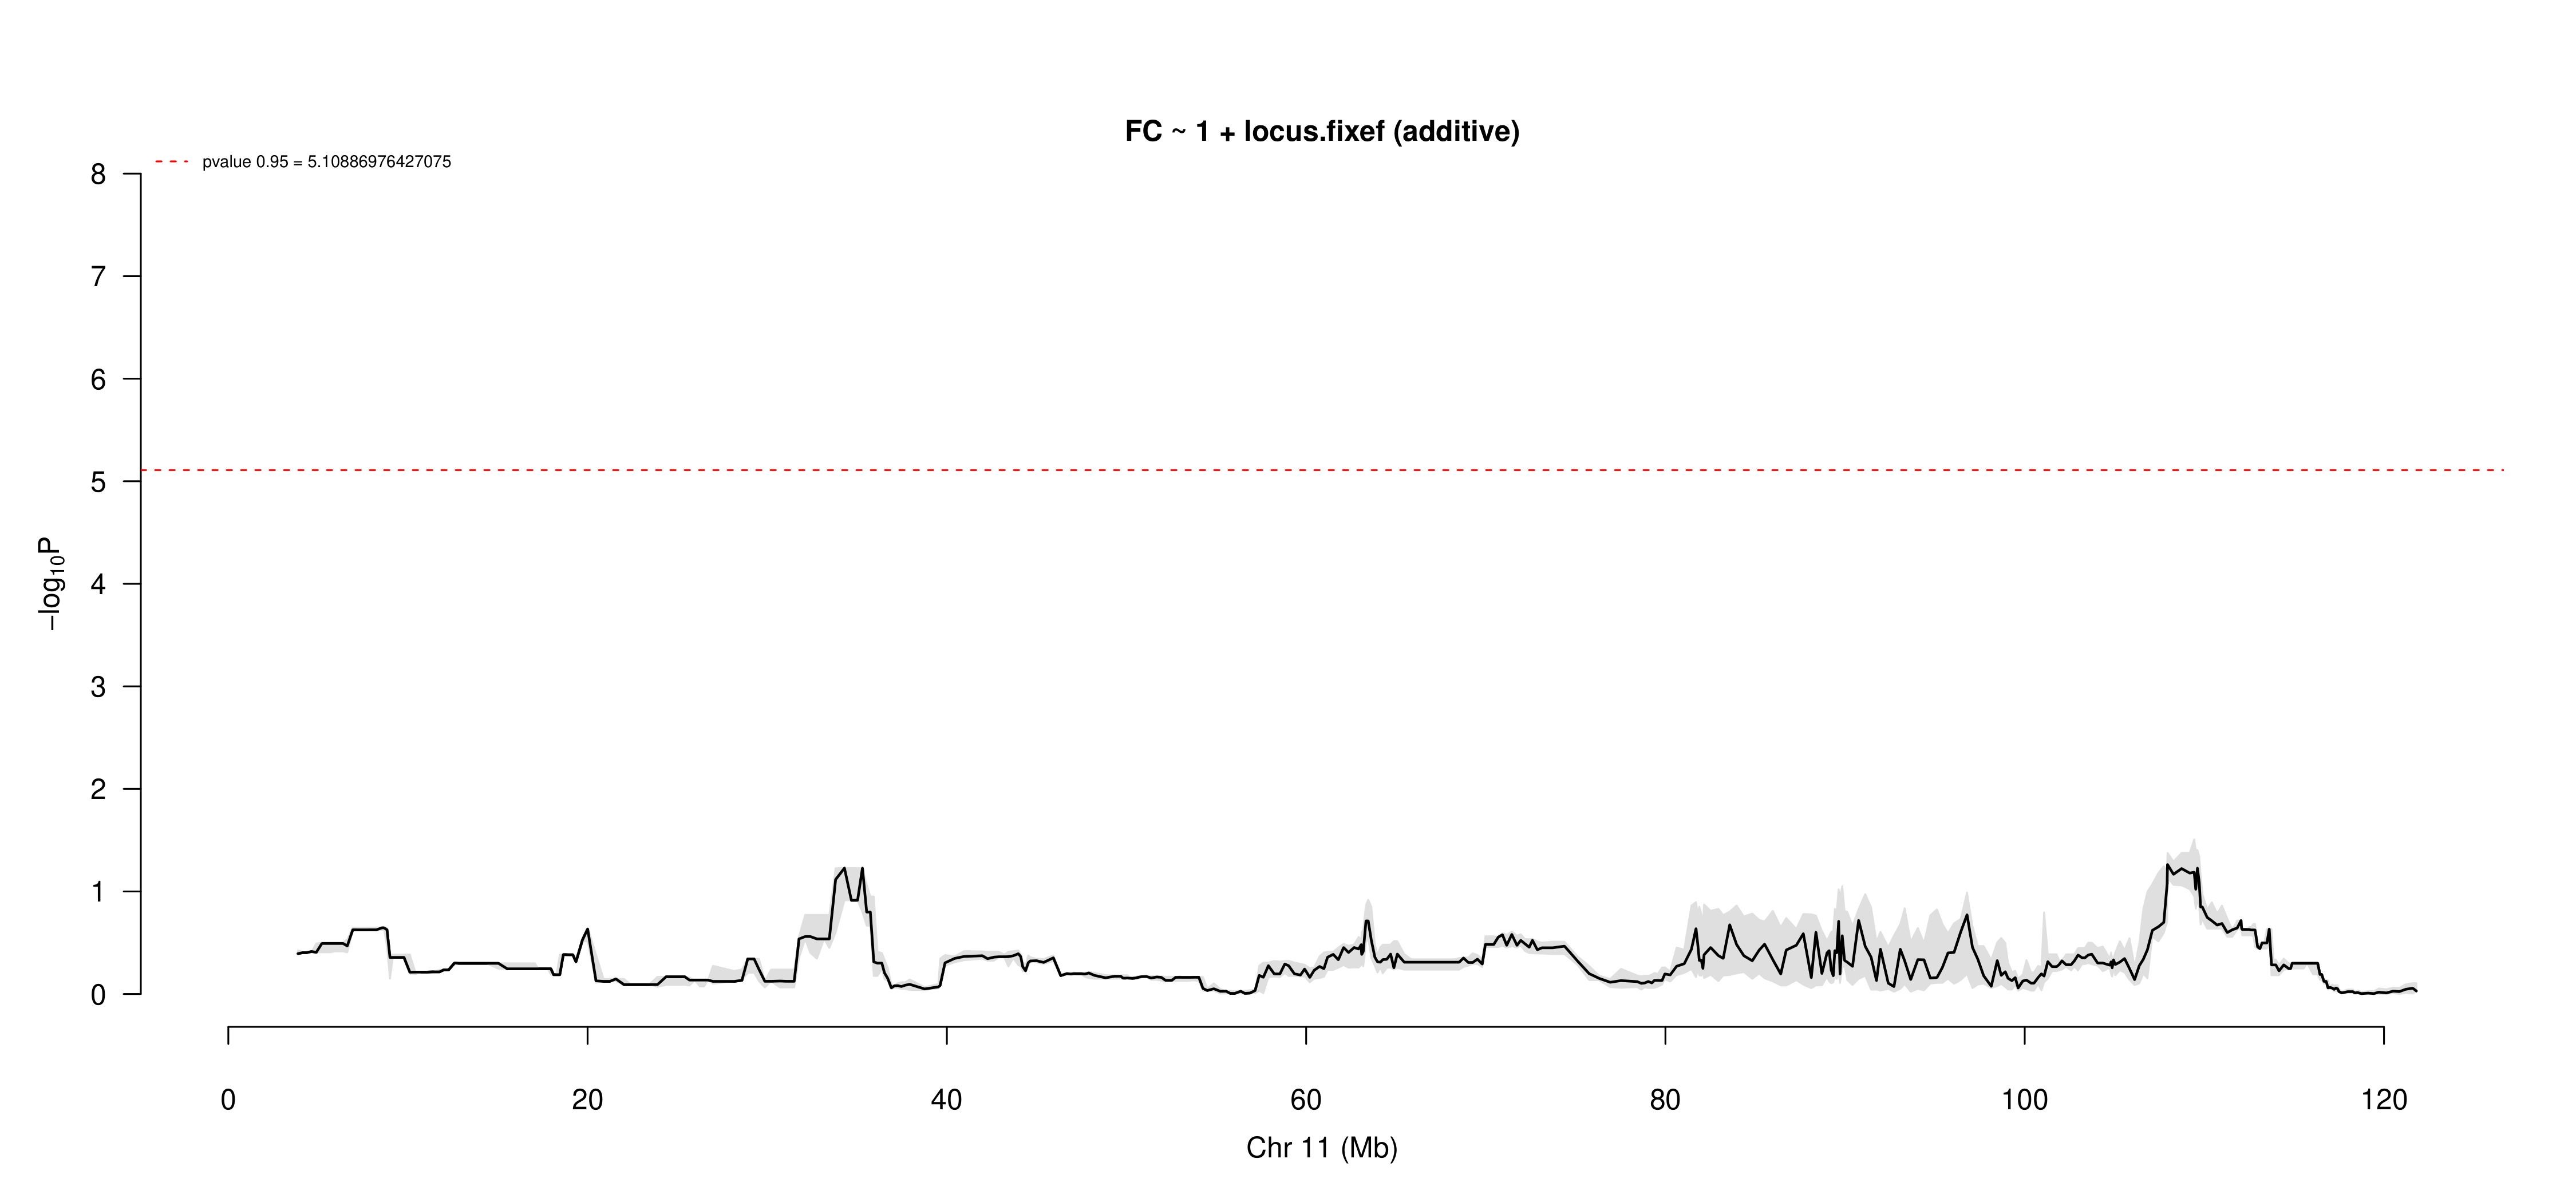 FC ~ 1 + locus.fixef (additive)
pvalue 0.95 = 5.10886976427075
8
7
6
5
4
3
2
1
0
−log10P
0 20 40 60 80 100 120
Chr 11 (Mb)